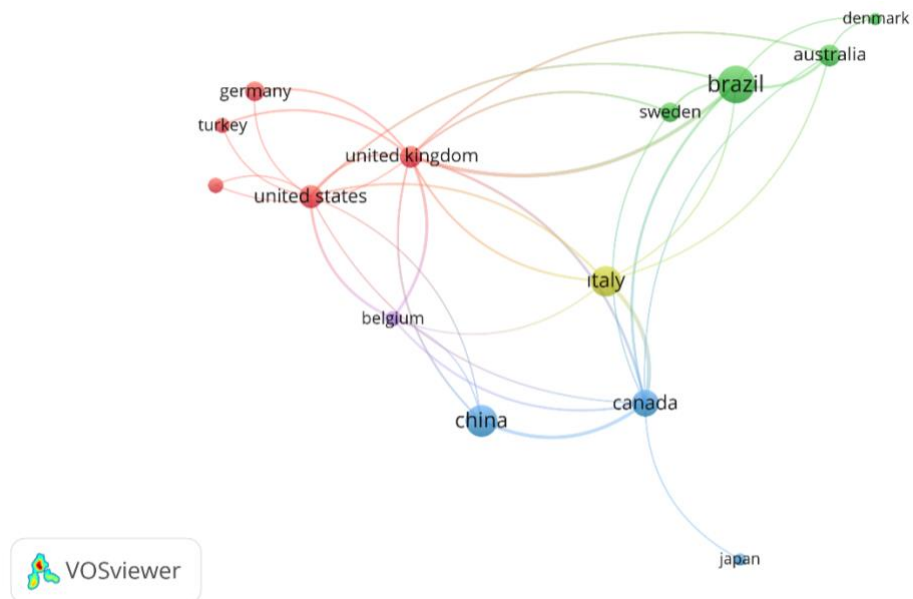 denmark
australia
brazil
germany
sweden
turkey
united kingdom
united states
italy
belgium
canada
china
japan
VOSviewer